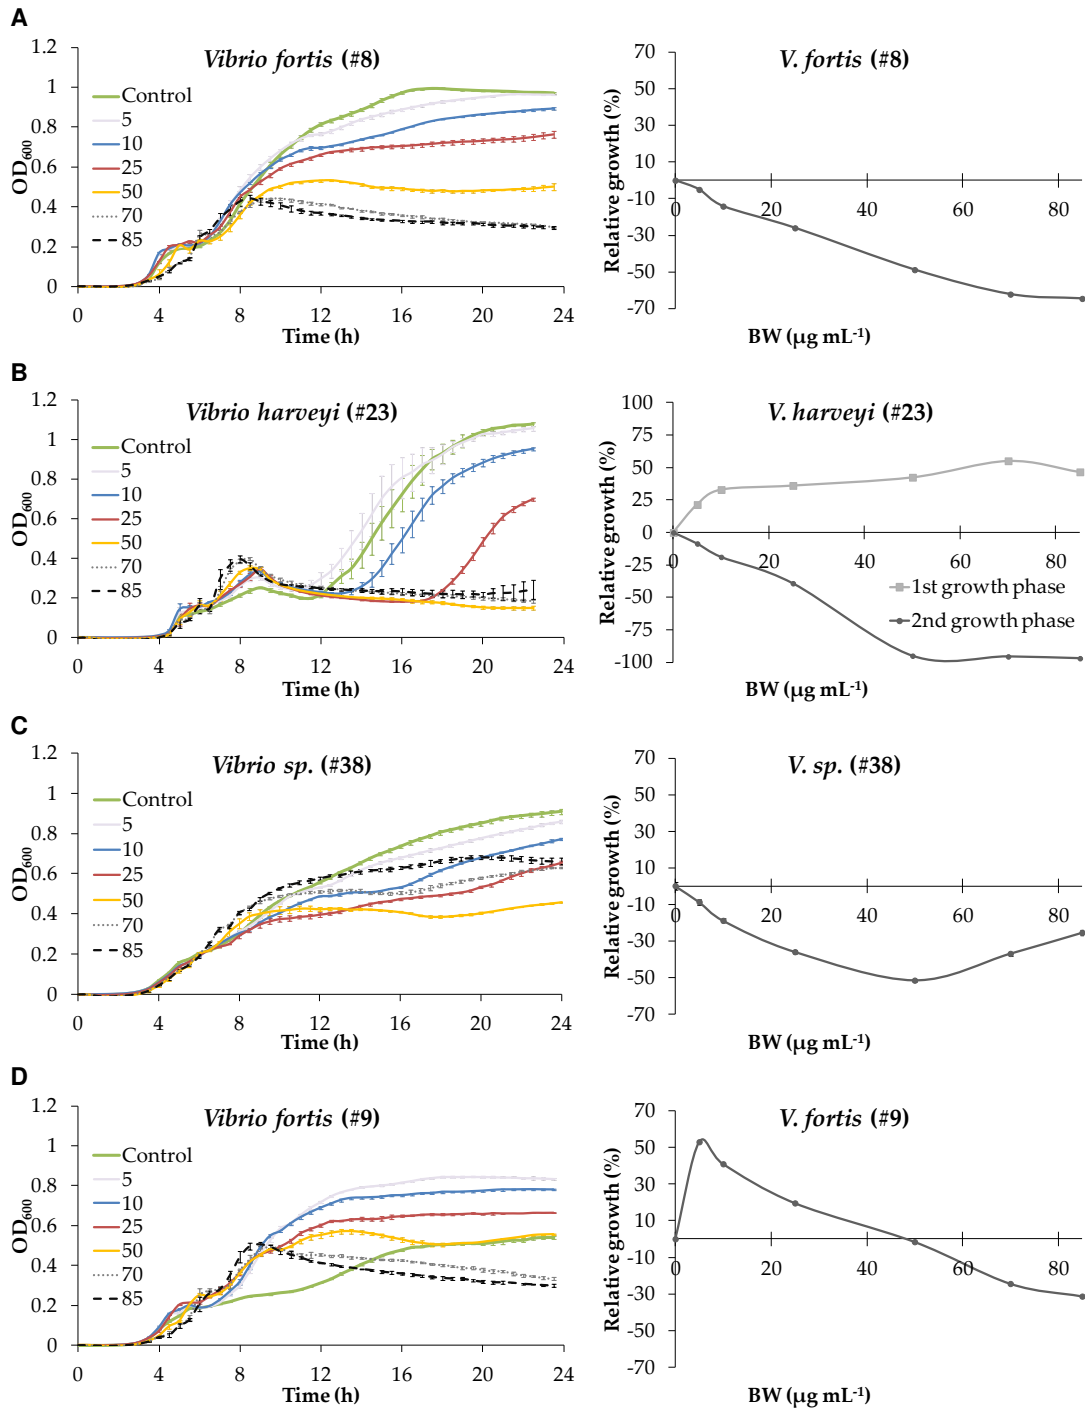 A
Vibrio fortis (#8)
1.2
1
0.8
0.6
0.4
0.2
0
OD600
Control
5
10
25
50
70
85
0 4 8 12 16 20 24
Time (h)
V. fortis (#8)
70
50
30
10
-10
-30
-50
-70
Relative growth (%)
0 20 40 60 80
BW (µg mL-1)
B
Vibrio harveyi (#23)
1.2
1
0.8
0.6
0.4
0.2
0
OD600
Control
5
10
25
50
70
85
0 4 8 12 16 20 24
Time (h)
V. harveyi (#23)
100
75
50
25
0
-25
-50
-75
-100
Relative growth (%)
0 20 40 60 80
1st growth phase
2nd growth phase
BW (µg mL-1)
C
Vibrio sp. (#38)
1.2
1
0.8
0.6
0.4
0.2
0
OD600
Control
5
10
25
50
70
85
0 4 8 12 16 20 24
Time (h)
V. sp. (#38)
70
50
30
10
-10
-30
-50
-70
Relative growth (%)
0 20 40 60 80
BW (µg mL-1)
D
Vibrio fortis (#9)
1.2
1
0.8
0.6
0.4
0.2
0
OD600
Control
5
10
25
50
70
85
0 4 8 12 16 20 24
Time (h)
V. fortis (#9)
70
50
30
10
-10
-30
-50
-70
Relative growth (%)
0 20 40 60 80
BW (µg mL-1)